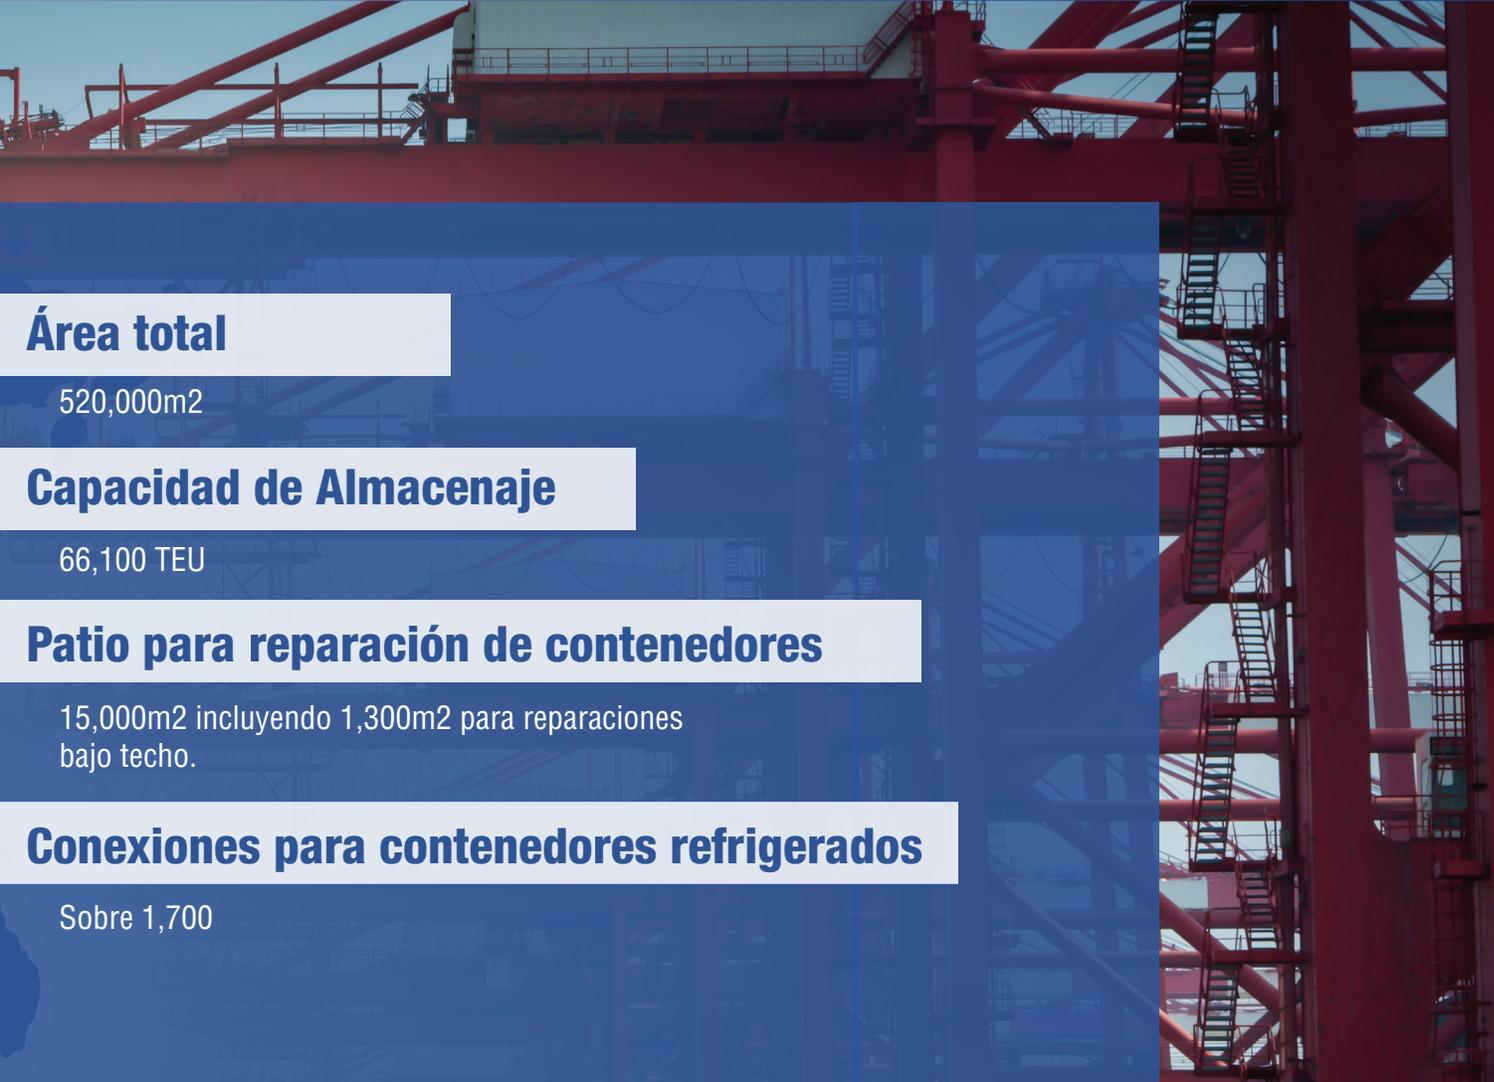 Área total
520,000m2
Capacidad de Almacenaje
66,100 TEU
Patio para reparación de contenedores
15,000m2 incluyendo 1,300m2 para reparaciones
bajo techo.
Conexiones para contenedores refrigerados
Sobre 1,700